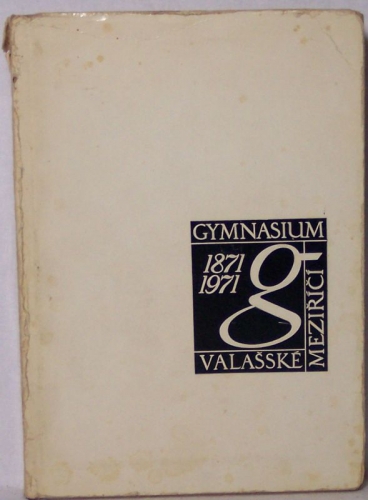 GYMNASIUM
1871
1971
g
VALAŠSKÉ
MEZIŘÍČÍ